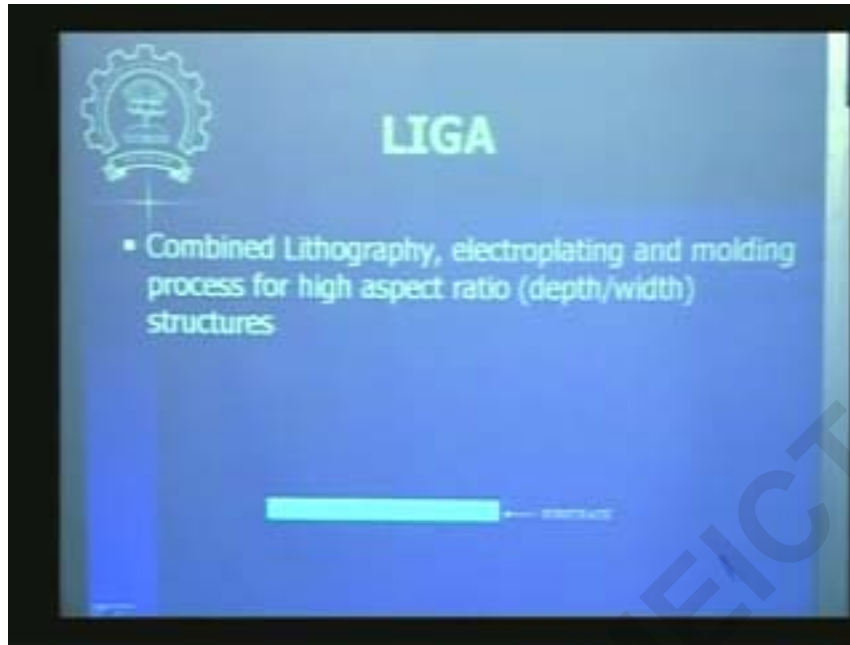 LIGA
▪ Combined Lithography, electroplating and molding
process for high aspect ratio (depth/width)
structures